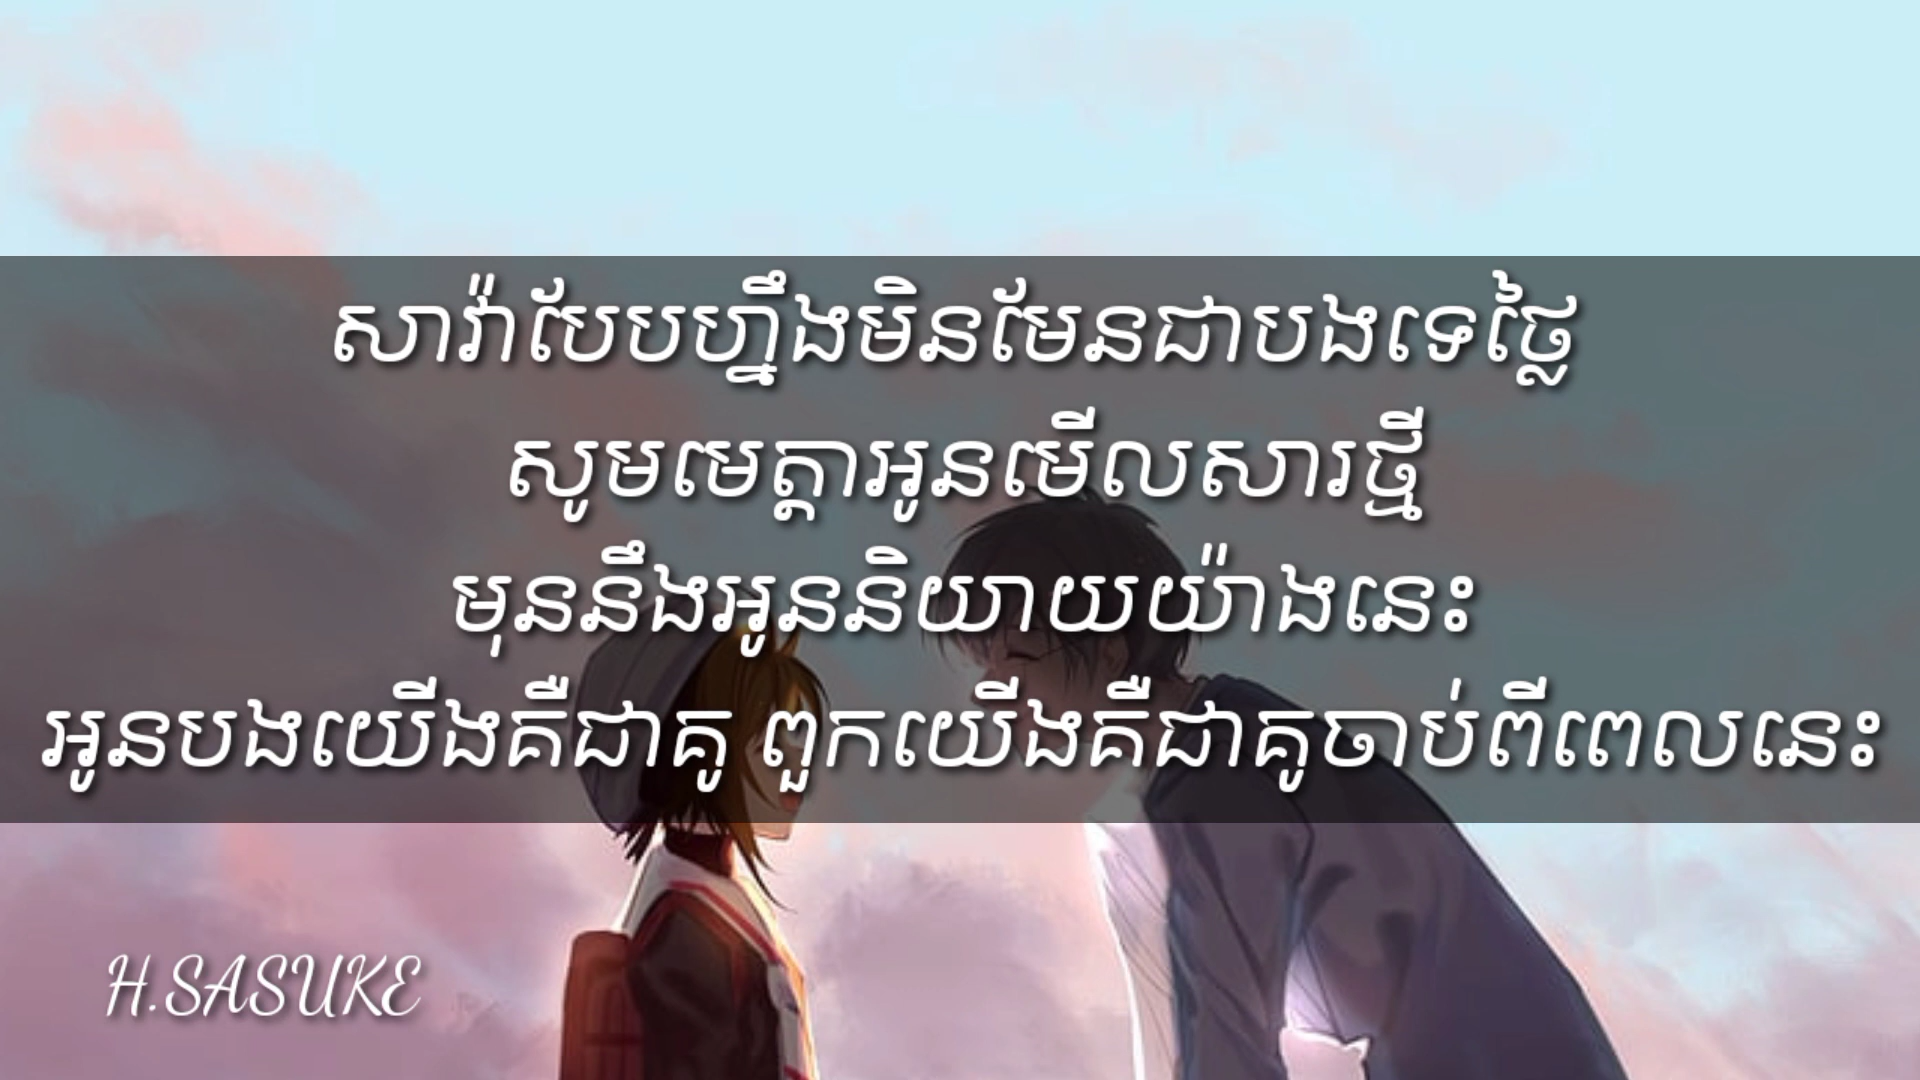 សាវ៉ាបែបហ្នឹងមិនមែនជាបងទេថ្លៃ
សូមមេត្តាអូនមើលសារថ្មី
មុននឹងអូននិយាយយ៉ាងនេះ
អូនបងយើងគឺជាគូ ពួកយើងគឺជាគូចាប់ពីពេលនេះ
H.SASUKE